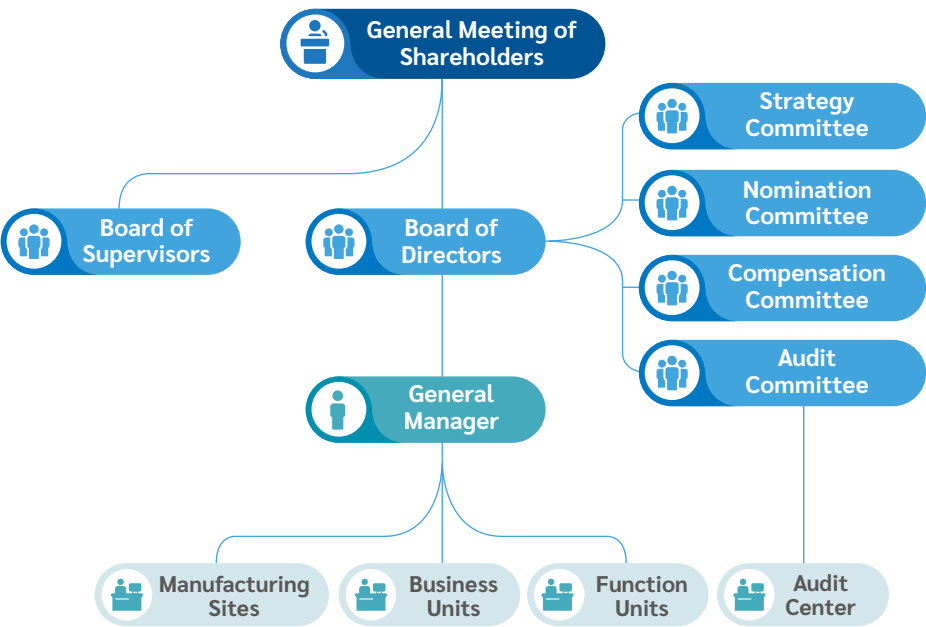 General Meeting of
Shareholders
Strategy
Committee
Nomination
Committee
Board of
Supervisors
Board of
Directors
Compensation
Committee
Audit
Committee
General
Manager
Manufacturing
Sites
Business
Units
Function
Units
Audit
Center